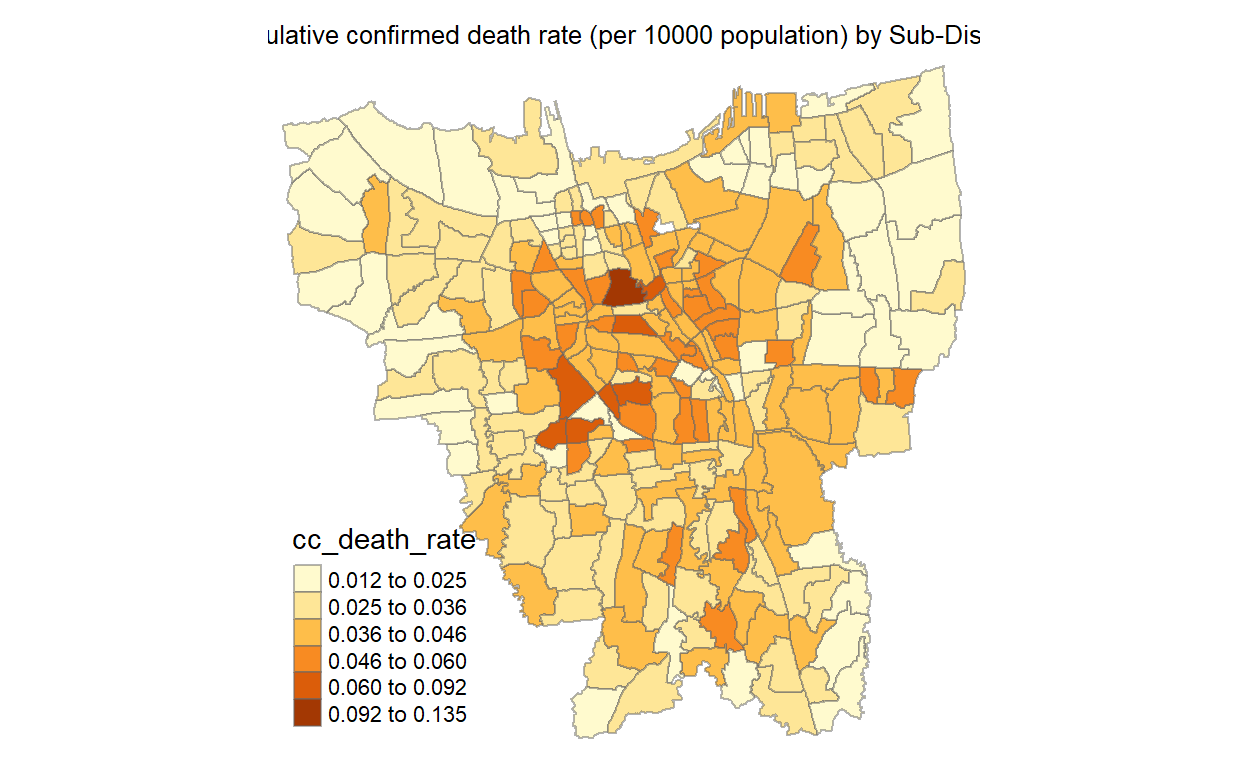 ulative confirmed death rate (per 10000 population) by Sub-Dis
cc_death_rate
0.012 to 0.025
0.025 to 0.036
0.036 to 0.046
0.046 to 0.060
0.060 to 0.092
0.092 to 0.135